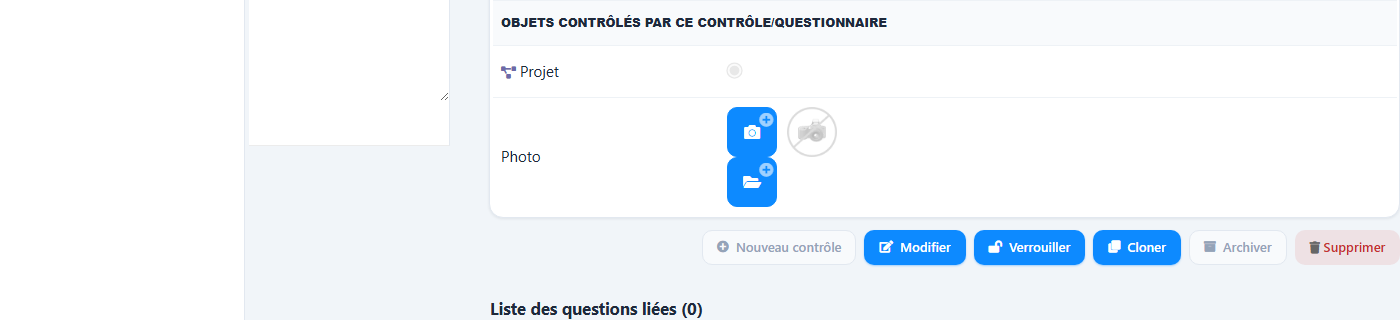 OBJETS CONTRÔLÉS PAR CE CONTRÔLE/QUESTIONNAIRE
Projet
Photo
Nouveau contrôle Modifier Verrouiller Cloner Archiver Supprimer
Liste des questions liées (0)